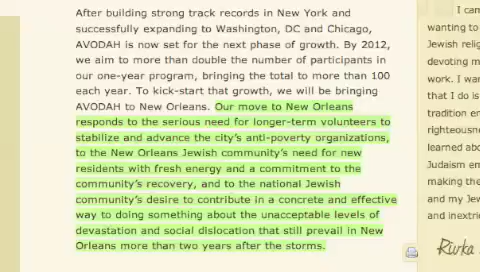 After building strong track records in New York and
successfully expanding to Washington, DC and Chicago,
AVODAH is now set for the next phase of growth. By 2012,
we aim to more than double the number of participants in
our one-year program, bringing the total to more than 100
each year. To kick-start that growth, we will be bringing
AVODAH to New Orleans. Our move to New Orleans
responds to the serious need for longer-term volunteers to
stabilize and advance the city's anti-poverty organizations,
to the New Orleans Jewish community's need for new
residents with fresh energy and a commitment to the
community's recovery, and to the national Jewish
community's desire to contribute in a concrete and effective
way to doing something about the unacceptable levels of
devastation and social dislocation that still prevail in New
Orleans more than two years after the storms.
I cam
wanting to
Jewish relig
devoting m
work. I wan
that I do is
tradition en
righteousne
learned abo
Judaism em
making the
and my Jew
and inextric
Rivka